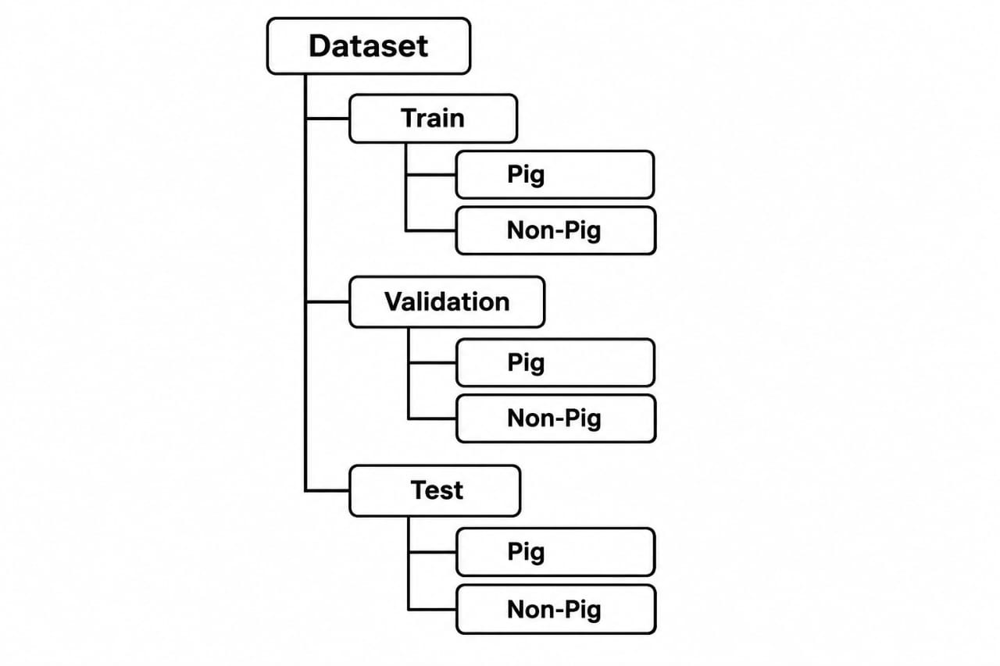 Dataset
Train
Pig
Non-Pig
Validation
Pig
Non-Pig
Test
Pig
Non-Pig